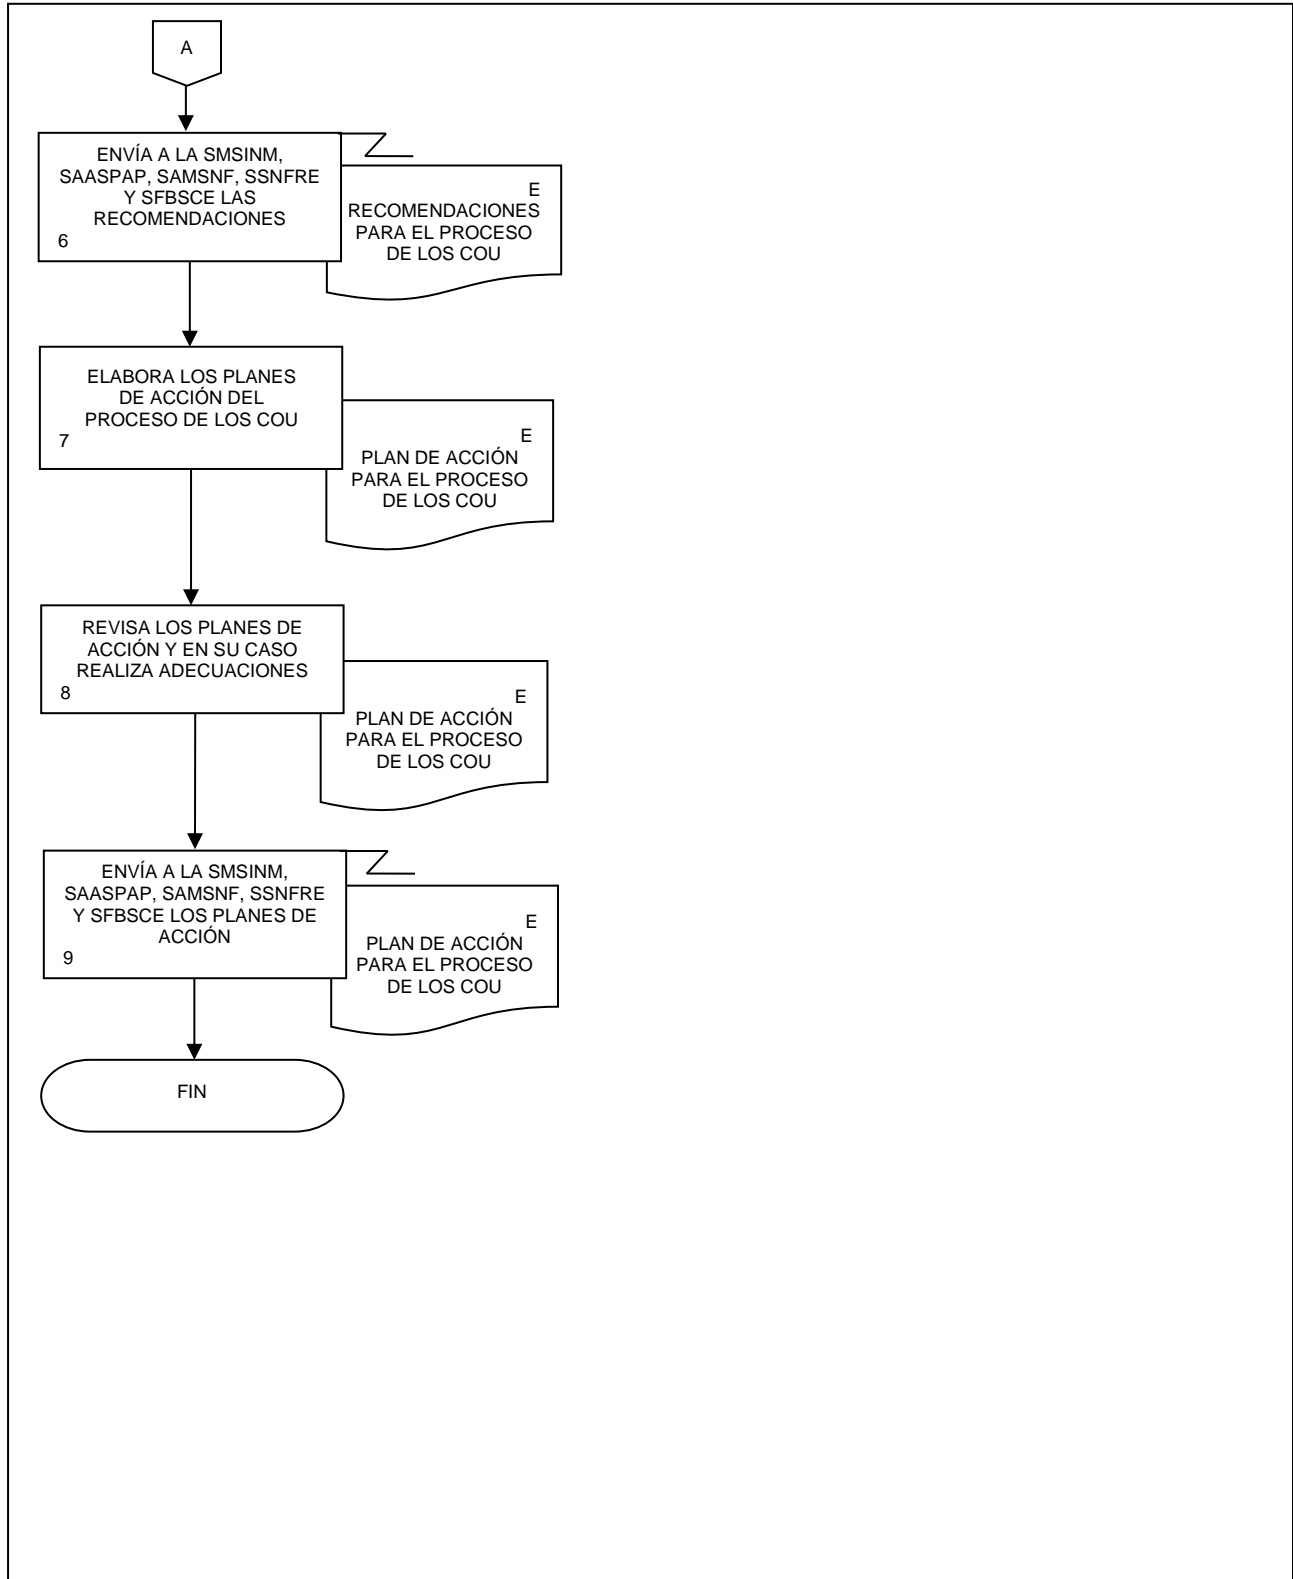 A
ENVÍA A LA SMSINM,
SAASPAP, SAMSNF, SSNFRE
Y SFBSCE LAS
RECOMENDACIONES
6
E
RECOMENDACIONES
PARA EL PROCESO
DE LOS COU
ELABORA LOS PLANES
DE ACCIÓN DEL
PROCESO DE LOS COU
7
E
PLAN DE ACCIÓN
PARA EL PROCESO
DE LOS COU
REVISA LOS PLANES DE
ACCIÓN Y EN SU CASO
REALIZA ADECUACIONES
8
E
PLAN DE ACCIÓN
PARA EL PROCESO
DE LOS COU
ENVÍA A LA SMSINM,
SAASPAP, SAMSNF, SSNFRE
Y SFBSCE LOS PLANES DE
ACCIÓN
9
E
PLAN DE ACCIÓN
PARA EL PROCESO
DE LOS COU
FIN